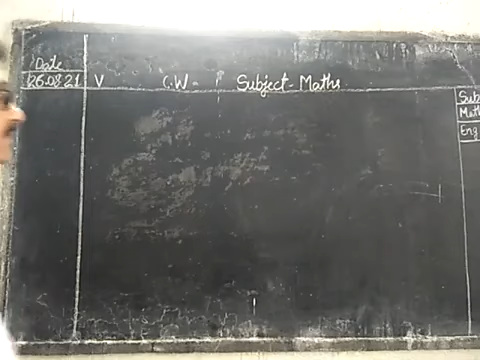 Date
26.08.21 V C.W- Subject- Maths
Sub
Math
Eng